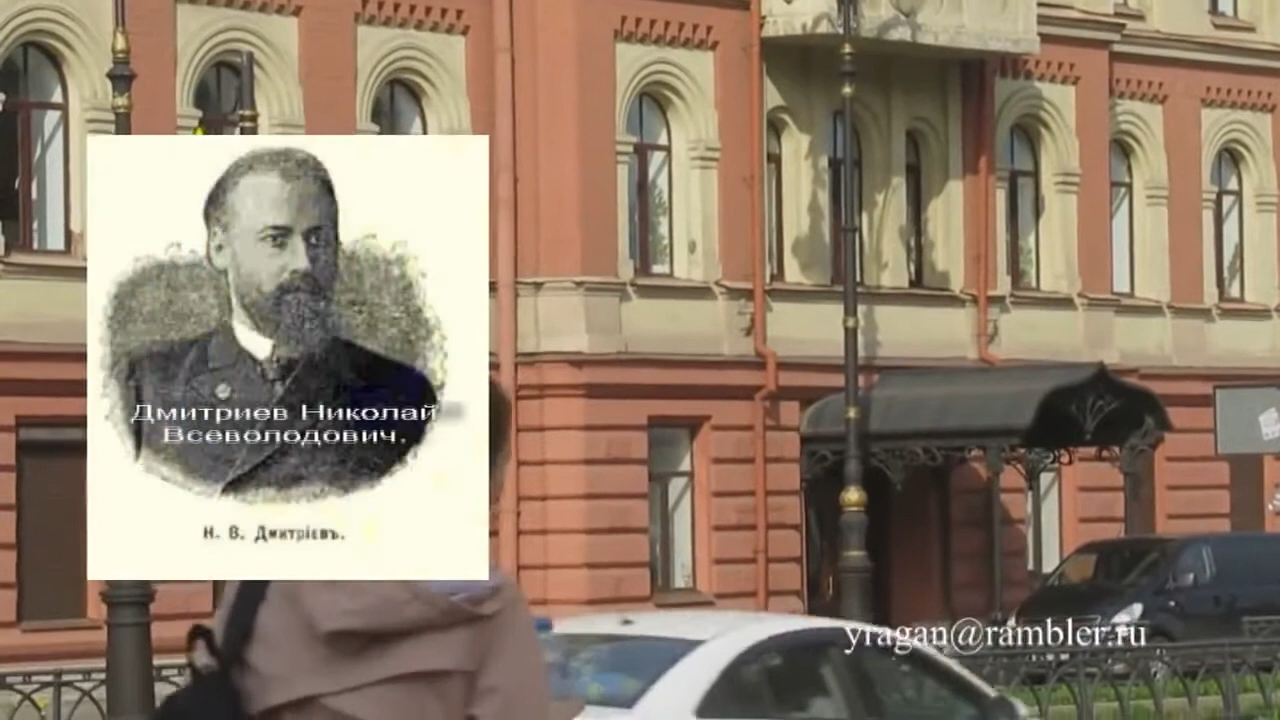 Дмитриев Николай
Всеволодович.
Н. В. Дмитріевъ.
yragan@rambler.ru